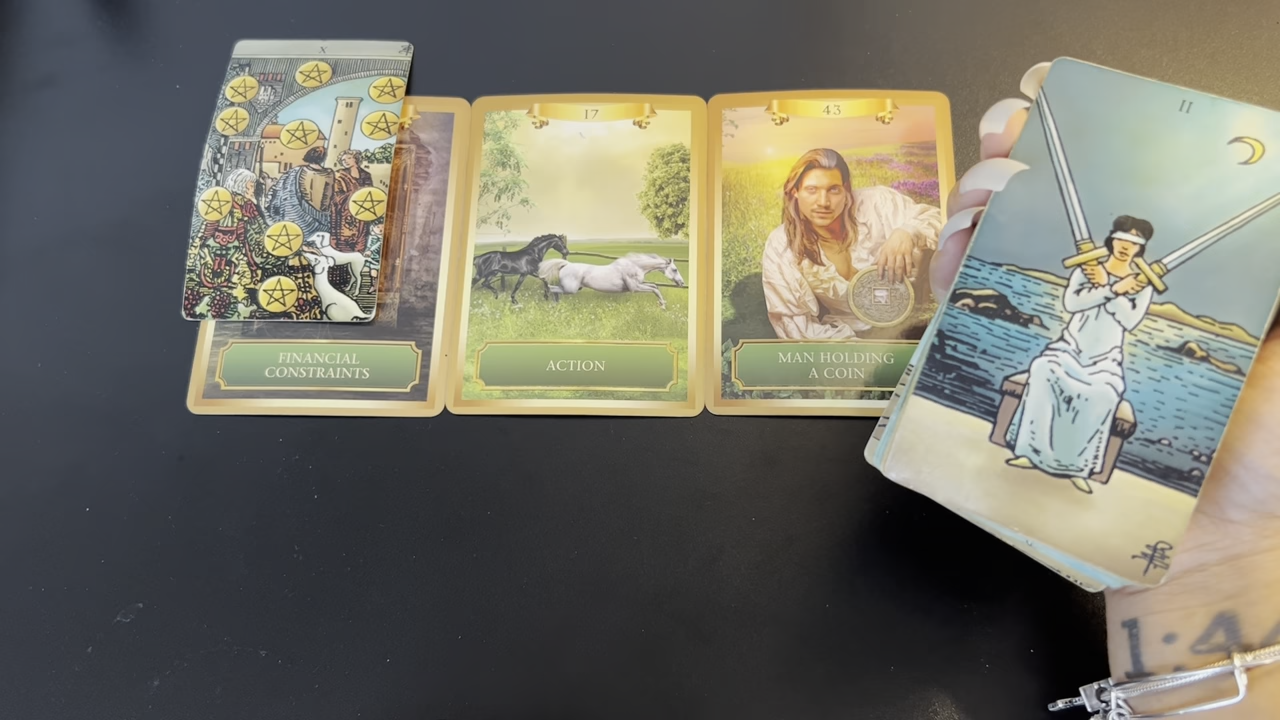 X
17
43
II
FINANCIAL
CONSTRAINTS
ACTION
MAN HOLDING
A COIN
1:4